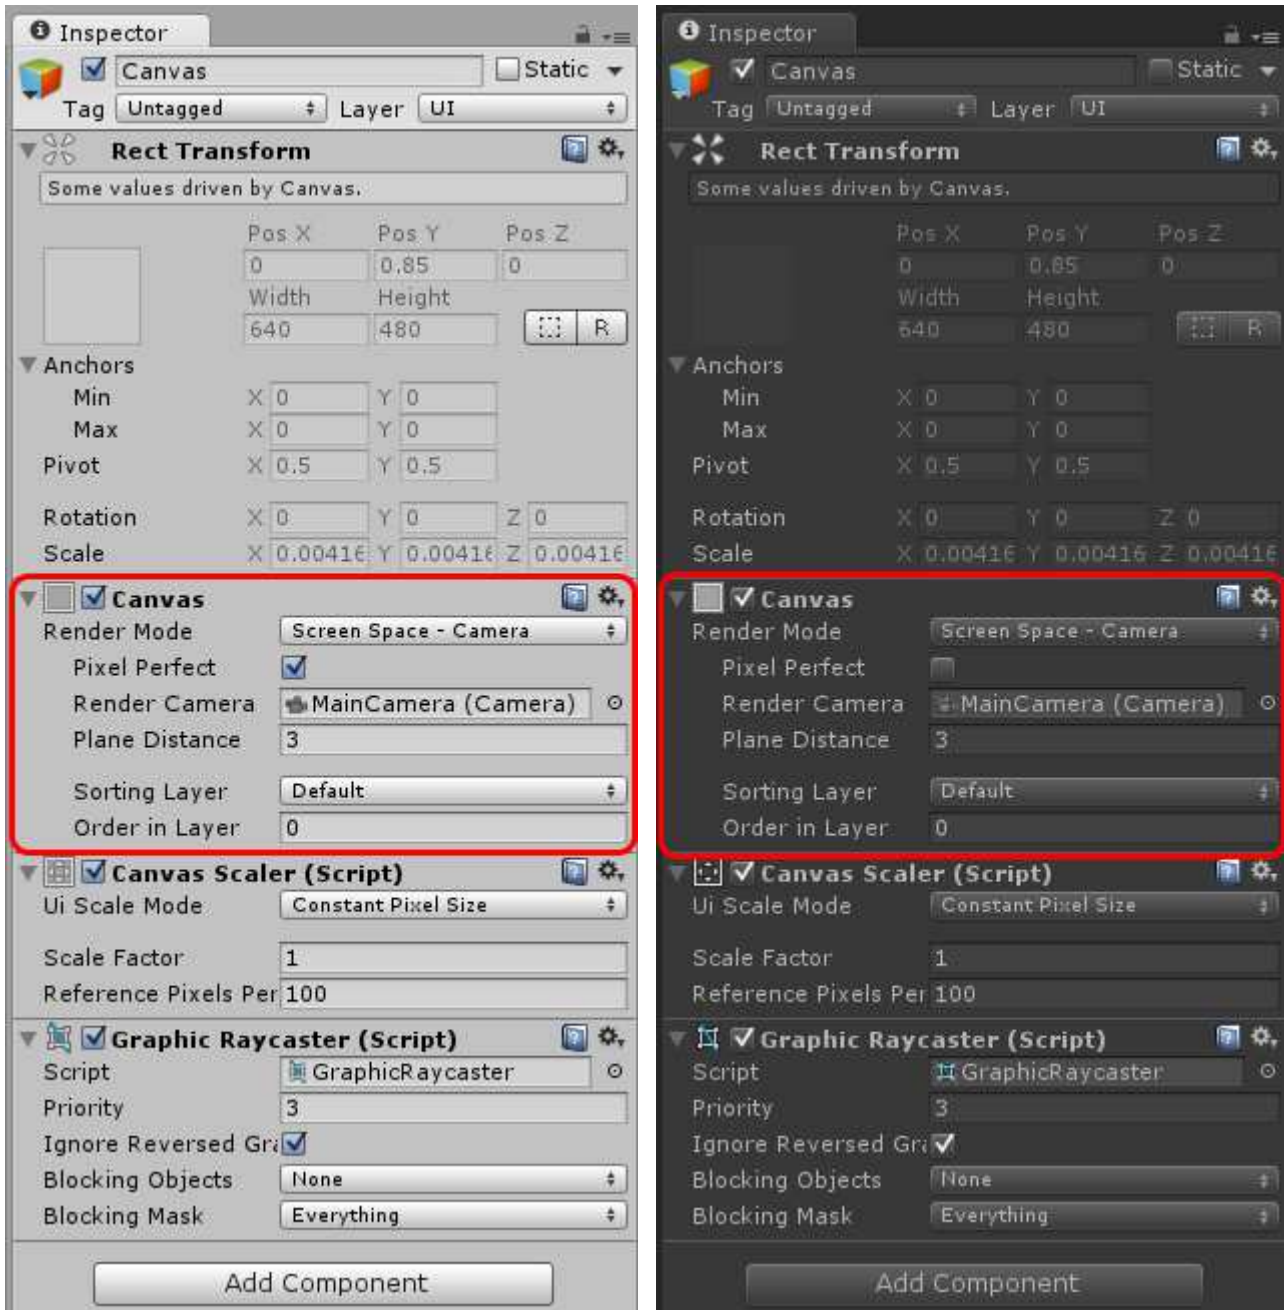 Inspector
Canvas Static
Tag Untagged Layer UI
Rect Transform
Some values driven by Canvas.
Pos X Pos Y Pos Z
0 0.85 0
Width Height
640 480 R
Anchors
Min X 0 Y 0
Max X 0 Y 0
Pivot X 0.5 Y 0.5
Rotation X 0 Y 0 Z 0
Scale X 0.00416 Y 0.00416 Z 0.00416
Canvas
Render Mode Screen Space - Camera
Pixel Perfect
Render Camera MainCamera (Camera)
Plane Distance 3
Sorting Layer Default
Order in Layer 0
Canvas Scaler (Script)
Ui Scale Mode Constant Pixel Size
Scale Factor 1
Reference Pixels Per 100
Graphic Raycaster (Script)
Script GraphicRaycaster
Priority 3
Ignore Reversed Gra
Blocking Objects None
Blocking Mask Everything
Add Component
Inspector
Canvas Static
Tag Untagged Layer UI
Rect Transform
Some values driven by Canvas.
Pos X Pos Y Pos Z
0 0.85 0
Width Height
640 480 R
Anchors
Min X 0 Y 0
Max X 0 Y 0
Pivot X 0.5 Y 0.5
Rotation X 0 Y 0 Z 0
Scale X 0.00416 Y 0.00416 Z 0.00416
Canvas
Render Mode Screen Space - Camera
Pixel Perfect
Render Camera MainCamera (Camera)
Plane Distance 3
Sorting Layer Default
Order in Layer 0
Canvas Scaler (Script)
Ui Scale Mode Constant Pixel Size
Scale Factor 1
Reference Pixels Per 100
Graphic Raycaster (Script)
Script GraphicRaycaster
Priority 3
Ignore Reversed Gra
Blocking Objects None
Blocking Mask Everything
Add Component